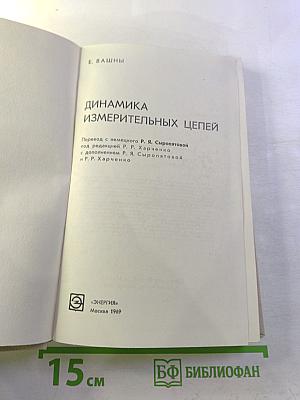 Е. ВАШНЫ
ДИНАМИКА
ИЗМЕРИТЕЛЬНЫХ ЦЕПЕЙ
Перевод с немецкого Р. Я. Сыропятовой
под редакцией Р. Р. Харченко
с дополнением Р. Я. Сыропятовой
и Р. Р. Харченко
«ЭНЕРГИЯ»
Москва 1969
15 см
БФ БИБЛИОФАН